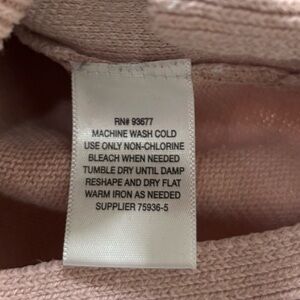 RN# 93677
MACHINE WASH COLD
USE ONLY NON-CHLORINE
BLEACH WHEN NEEDED
TUMBLE DRY UNTIL DAMP
RESHAPE AND DRY FLAT
WARM IRON AS NEEDED
SUPPLIER 75936-5